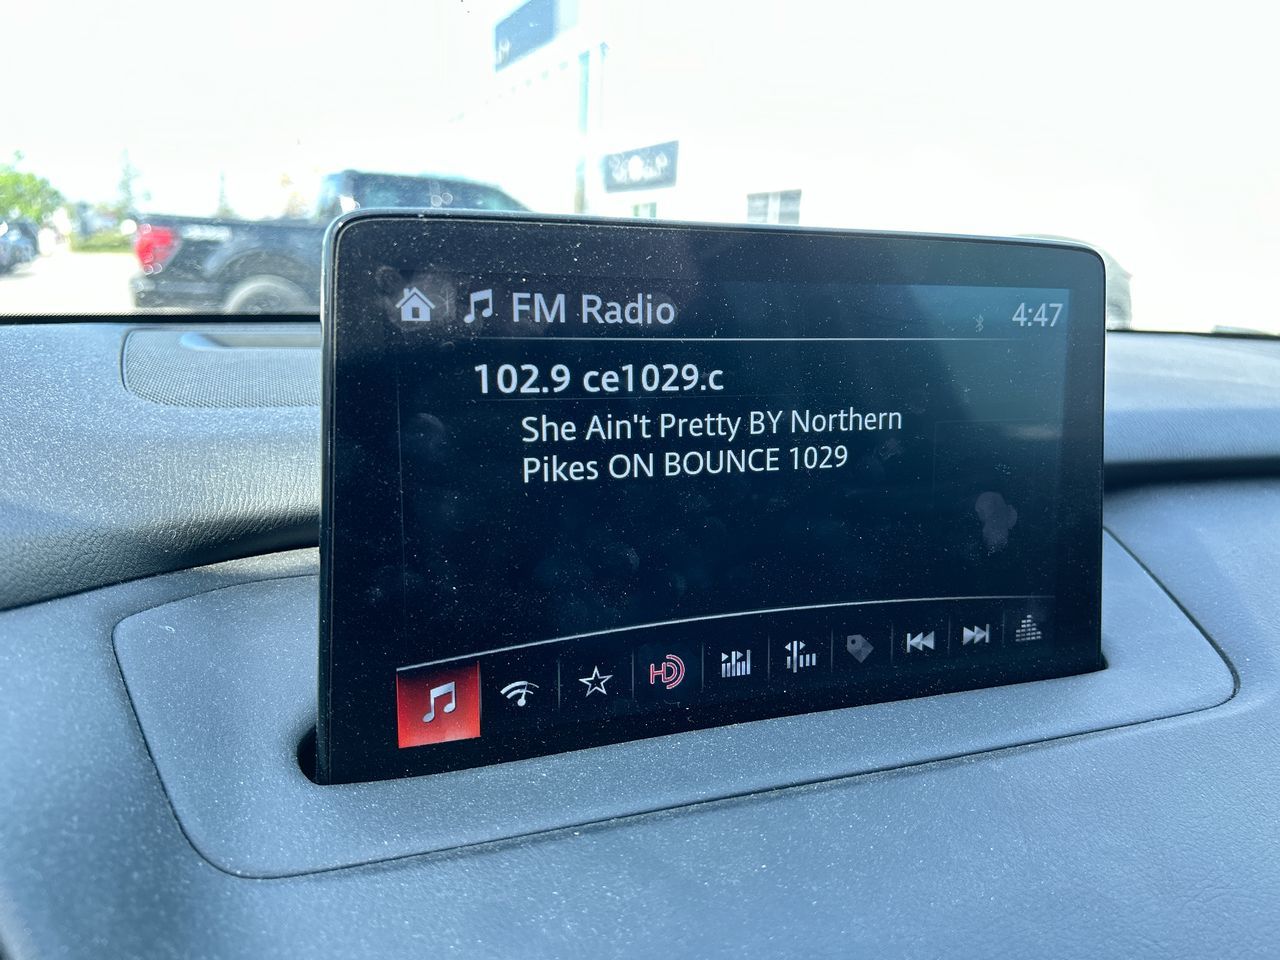 FM Radio
4:47
102.9 ce1029.c
She Ain't Pretty BY Northern
Pikes ON BOUNCE 1029
HD